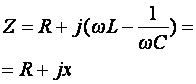 Z = R + j(ωL − 1/ωC) =
= R + jx